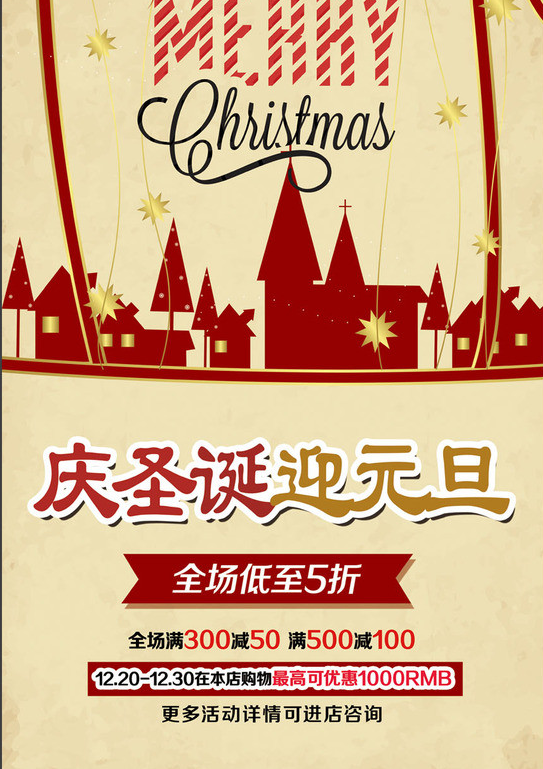 MERRY
Christmas
庆圣诞迎元旦
全场低至5折
全场满300减50 满500减100
12.20-12.30在本店购物最高可优惠1000RMB
更多活动详情可进店咨询